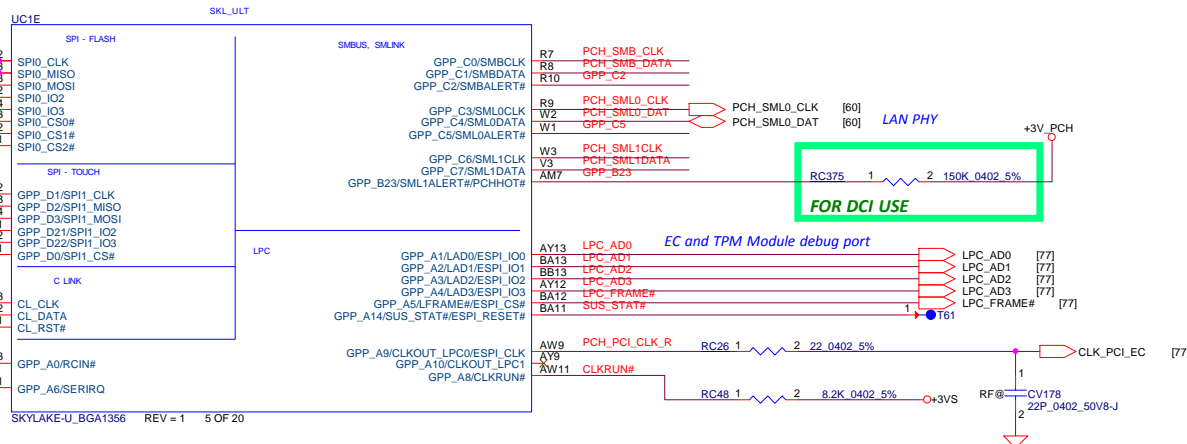 SKL_ULT
UC1E
SPI - FLASH
SPI0_CLK
SPI0_MISO
SPI0_MOSI
SPI0_IO2
SPI0_IO3
SPI0_CS0#
SPI0_CS1#
SPI0_CS2#
SPI - TOUCH
GPP_D1/SPI1_CLK
GPP_D2/SPI1_MISO
GPP_D3/SPI1_MOSI
GPP_D21/SPI1_IO2
GPP_D22/SPI1_IO3
GPP_D0/SPI1_CS#
C LINK
CL_CLK
CL_DATA
CL_RST#
GPP_A0/RCIN#
GPP_A6/SERIRQ
SMBUS, SMLINK
GPP_C0/SMBCLK R7 PCH_SMB_CLK
GPP_C1/SMBDATA R8 PCH_SMB_DATA
GPP_C2/SMBALERT# R10 GPP_C2
GPP_C3/SML0CLK R9 PCH_SML0_CLK PCH_SML0_CLK [60]
GPP_C4/SML0DATA W2 PCH_SML0_DAT PCH_SML0_DAT [60]
GPP_C5/SML0ALERT# W1 GPP_C5
LAN PHY
+3V_PCH
GPP_C6/SML1CLK W3 PCH_SML1CLK
GPP_C7/SML1DATA V3 PCH_SML1DATA
GPP_B23/SML1ALERT#/PCHHOT# AM7 GPP_B23
RC375 1 2 150K_0402_5%
FOR DCI USE
EC and TPM Module debug port
LPC
GPP_A1/LAD0/ESPI_IO0 AY13 LPC_AD0 LPC_AD0 [77]
GPP_A2/LAD1/ESPI_IO1 BA13 LPC_AD1 LPC_AD1 [77]
GPP_A3/LAD2/ESPI_IO2 BB13 LPC_AD2 LPC_AD2 [77]
GPP_A4/LAD3/ESPI_IO3 AY12 LPC_AD3 LPC_AD3 [77]
GPP_A5/LFRAME#/ESPI_CS# BA12 LPC_FRAME# LPC_FRAME# [77]
GPP_A14/SUS_STAT#/ESPI_RESET# BA11 SUS_STAT# 1 T61
GPP_A9/CLKOUT_LPC0/ESPI_CLK AW9 PCH_PCI_CLK_R RC26 1 2 22_0402_5% CLK_PCI_EC [77
GPP_A10/CLKOUT_LPC1 AY9
GPP_A8/CLKRUN# AW11 CLKRUN#
RC48 1 2 8.2K_0402_5% +3VS
1
RF@ CV178
2 22P_0402_50V8-J
SKYLAKE-U_BGA1356 REV = 1 5 OF 20